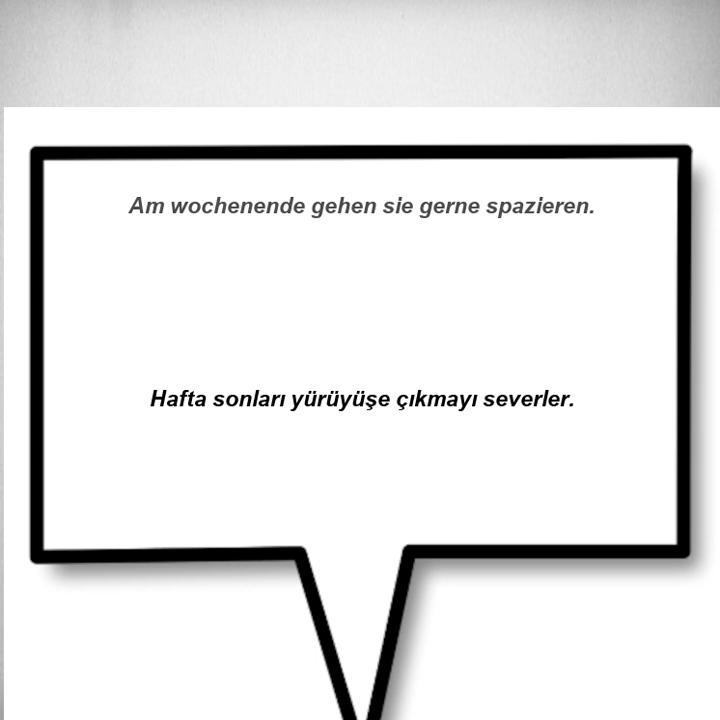 Am wochenende gehen sie gerne spazieren.
Hafta sonları yürüyüşe çıkmayı severler.